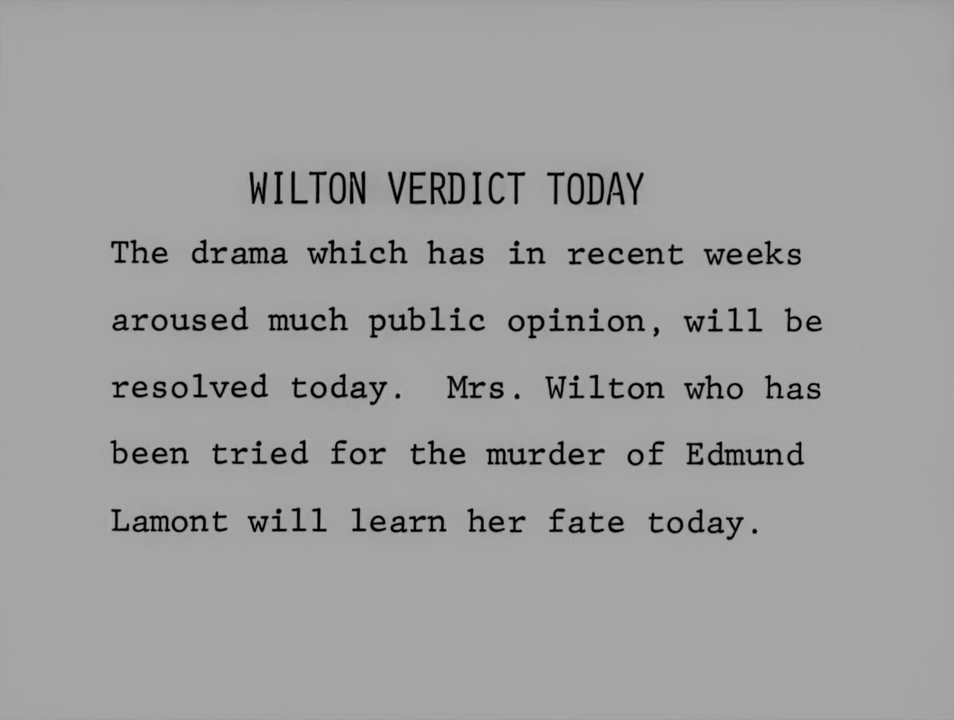 WILTON VERDICT TODAY
The drama which has in recent weeks
aroused much public opinion, will be
resolved today.  Mrs. Wilton who has
been tried for the murder of Edmund
Lamont will learn her fate today.